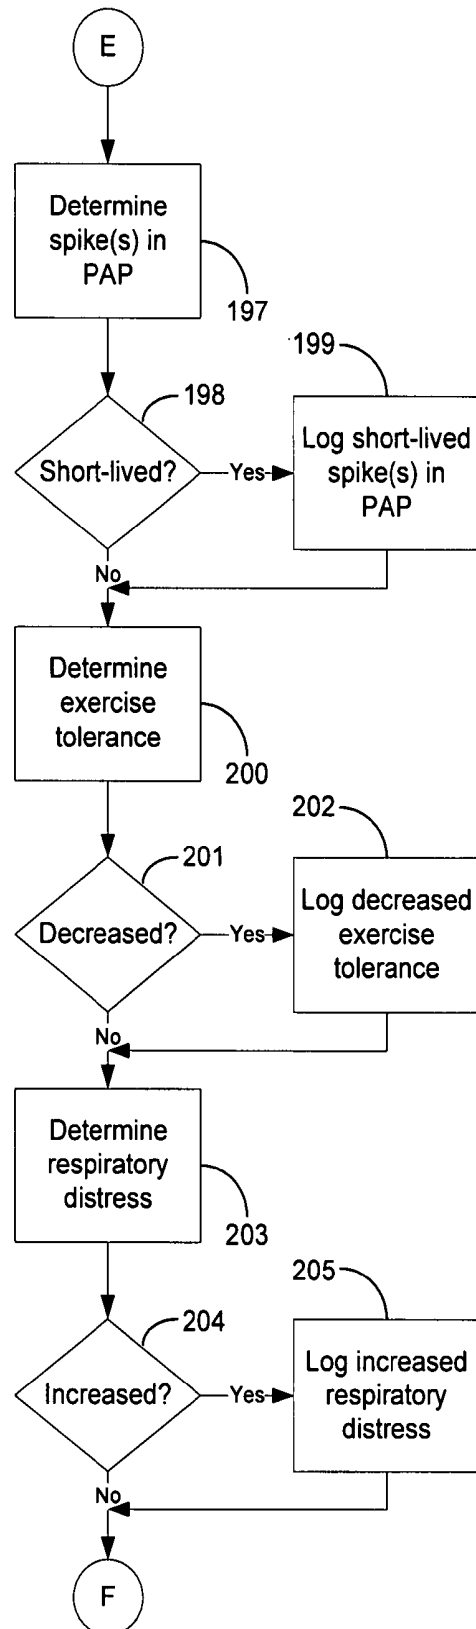 E
Determine
spike(s) in
PAP
197
198
199
Short-lived?
Yes
Log short-lived
spike(s) in
PAP
No
Determine
exercise
tolerance
200
201
202
Decreased?
Yes
Log decreased
exercise
tolerance
No
Determine
respiratory
distress
203
204
205
Increased?
Yes
Log increased
respiratory
distress
No
F